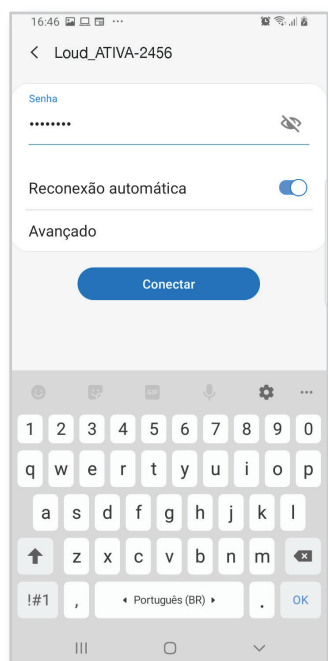 16:46 ...
Loud_ATIVA-2456
Senha
••••••••
Reconexão automática
Avançado
Conectar
GIF ...
1 2 3 4 5 6 7 8 9 0
q w e r t y u i o p
a s d f g h j k l
z x c v b n m
!#1 , Português (BR) . OK